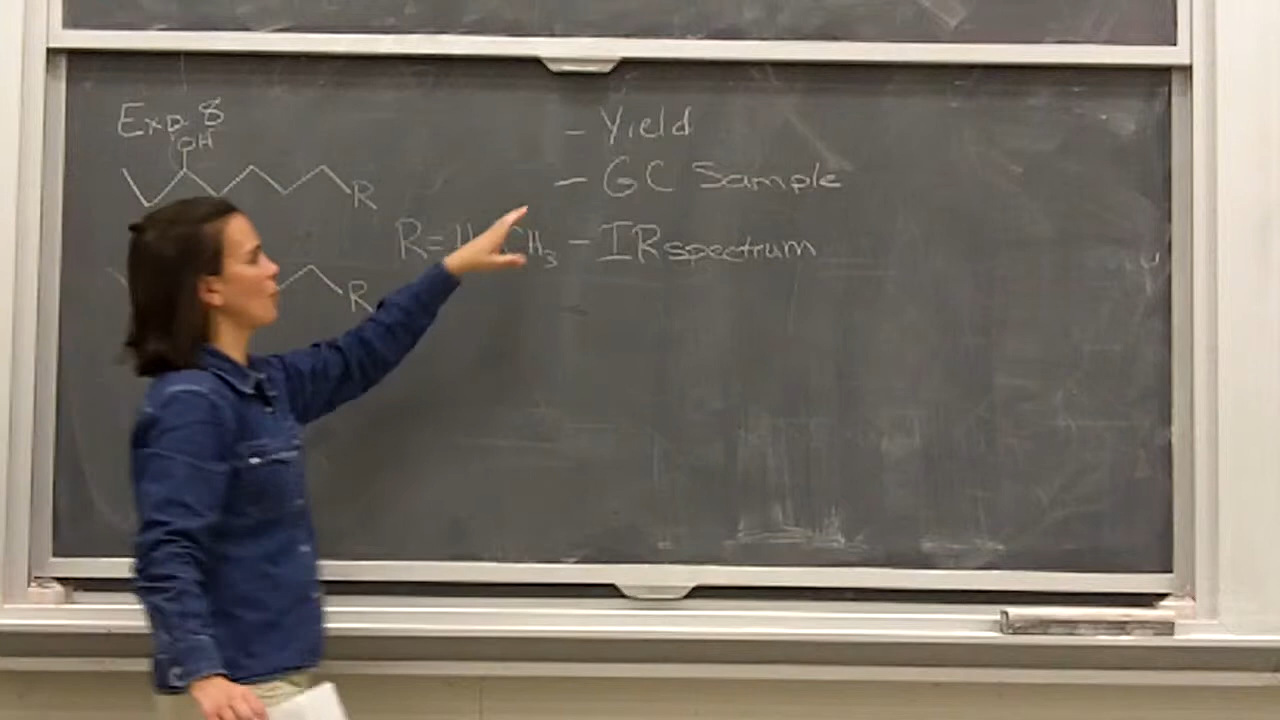 Exp 8
OH
R
R= H CH3
R
- Yield
- GC Sample
- IR spectrum